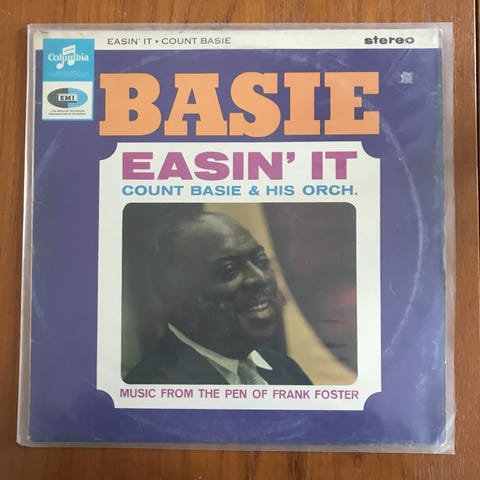 EASIN' IT • COUNT BASIE
stereo
Columbia
EMI
BASIE
EASIN' IT
COUNT BASIE & HIS ORCH.
MUSIC FROM THE PEN OF FRANK FOSTER